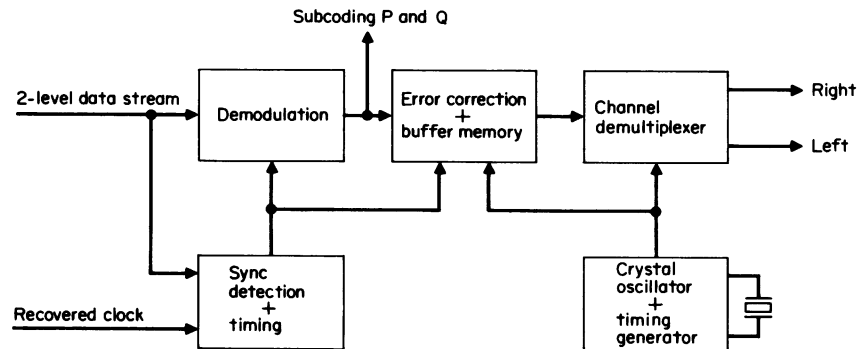 Subcoding P and Q
2-level data stream
Demodulation
Error correction
+
buffer memory
Channel
demultiplexer
Right
Left
Sync
detection
+
timing
Recovered clock
Crystal
oscillator
+
timing
generator